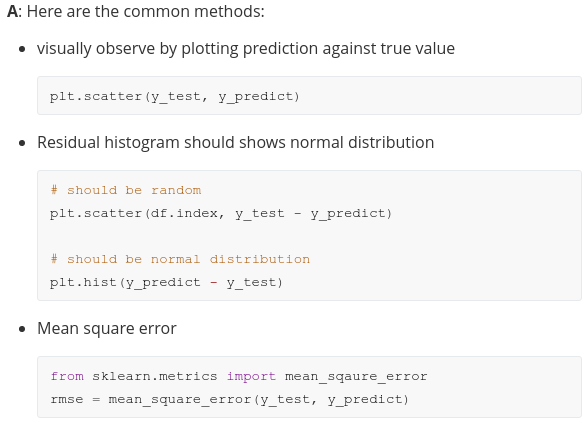 A: Here are the common methods:
visually observe by plotting prediction against true value
plt.scatter(y_test, y_predict)
Residual histogram should shows normal distribution
# should be random
plt.scatter(df.index, y_test - y_predict)
# should be normal distribution
plt.hist(y_predict - y_test)
Mean square error
from sklearn.metrics import mean_sqaure_error
rmse = mean_square_error(y_test, y_predict)